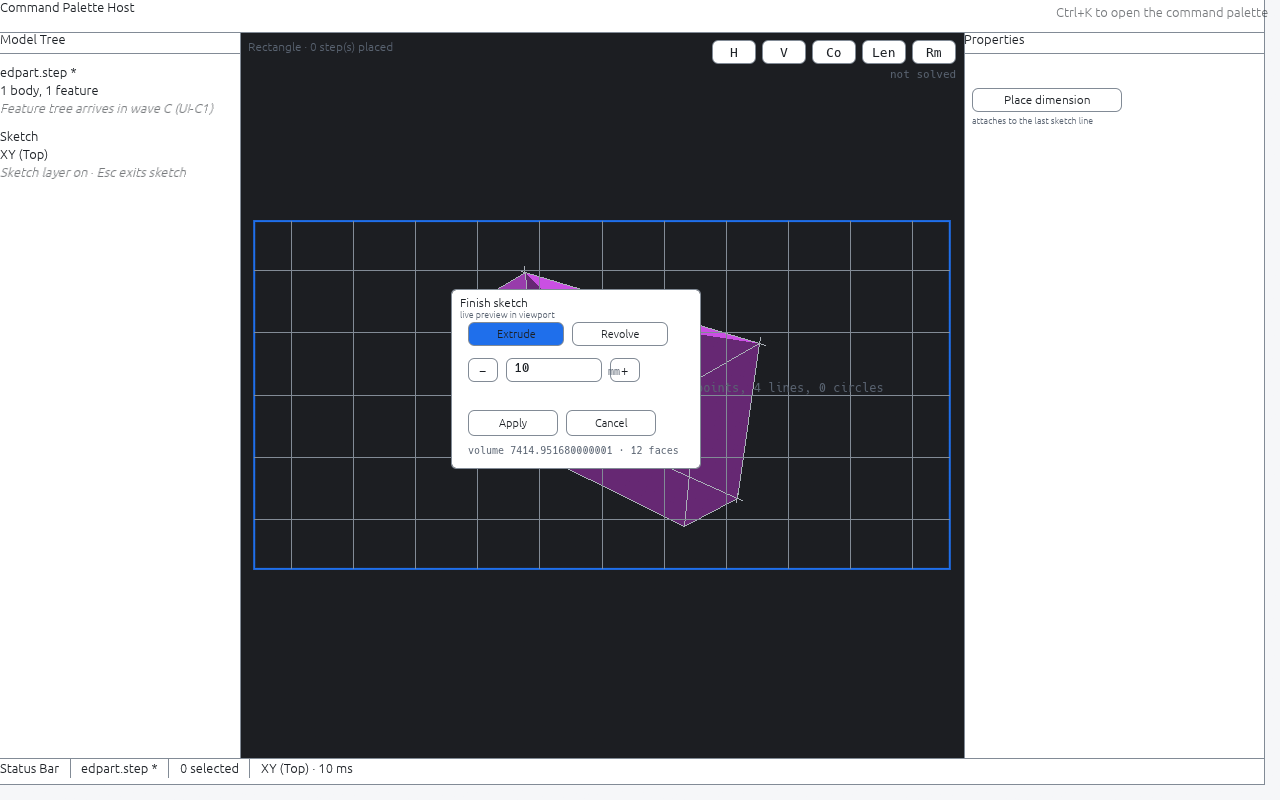 Command Palette Host
Ctrl+K to open the command palette
Model Tree
edpart.step *
1 body, 1 feature
Feature tree arrives in wave C (UI-C1)
Sketch
XY (Top)
Sketch layer on · Esc exits sketch
Rectangle · 0 step(s) placed
H V Co Len Rm
not solved
Properties
Place dimension
attaches to the last sketch line
Finish sketch
live preview in viewport
Extrude Revolve
− 10 mm +
points, 4 lines, 0 circles
Apply Cancel
volume 7414.951680000001 · 12 faces
Status Bar edpart.step * 0 selected XY (Top) · 10 ms